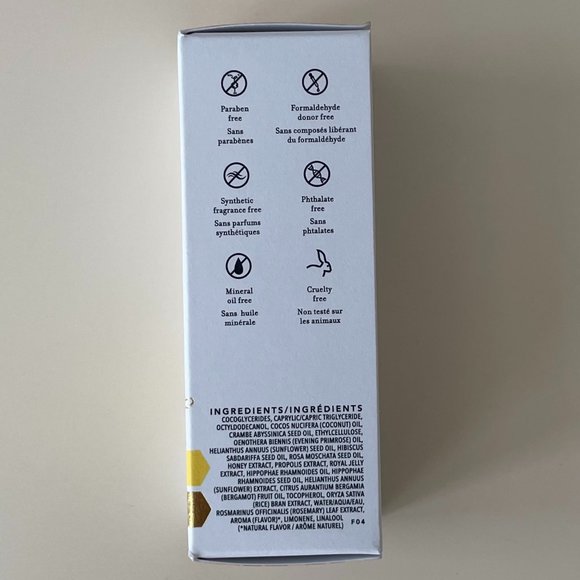 Paraben
free
Sans
parabènes
Formaldehyde
donor free
Sans composés libérant
du formaldéhyde
Synthetic
fragrance free
Sans parfums
synthétiques
Phthalate
free
Sans
phtalates
Mineral
oil free
Sans huile
minérale
Cruelty
free
Non testé sur
les animaux
INGREDIENTS/INGRÉDIENTS
COCOGLYCERIDES, CAPRYLIC/CAPRIC TRIGLYCERIDE,
OCTYLDODECANOL, COCOS NUCIFERA (COCONUT) OIL,
CRAMBE ABYSSINICA SEED OIL, ETHYLCELLULOSE,
OENOTHERA BIENNIS (EVENING PRIMROSE) OIL,
HELIANTHUS ANNUUS (SUNFLOWER) SEED OIL, HIBISCUS
SABDARIFFA SEED OIL, ROSA MOSCHATA SEED OIL,
HONEY EXTRACT, PROPOLIS EXTRACT, ROYAL JELLY
EXTRACT, HIPPOPHAE RHAMNOIDES OIL, HIPPOPHAE
RHAMNOIDES SEED OIL, HELIANTHUS ANNUUS
(SUNFLOWER) EXTRACT, CITRUS AURANTIUM BERGAMIA
(BERGAMOT) FRUIT OIL, TOCOPHEROL, ORYZA SATIVA
(RICE) BRAN EXTRACT, WATER/AQUA/EAU,
ROSMARINUS OFFICINALIS (ROSEMARY) LEAF EXTRACT,
AROMA (FLAVOR)*, LIMONENE, LINALOOL
(*NATURAL FLAVOR / ARÔME NATUREL) F04